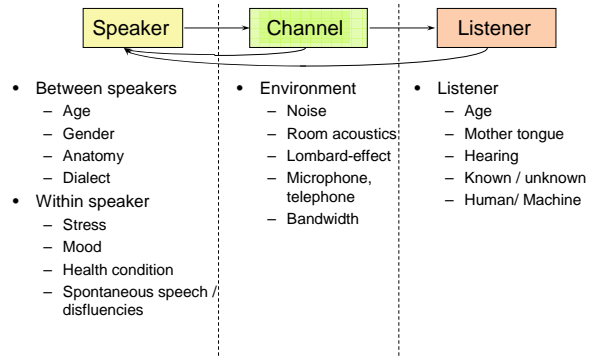 Speaker
Channel
Listener
• Between speakers
– Age
– Gender
– Anatomy
– Dialect
• Within speaker
– Stress
– Mood
– Health condition
– Spontaneous speech /
disfluencies
• Environment
– Noise
– Room acoustics
– Lombard-effect
– Microphone,
telephone
– Bandwidth
• Listener
– Age
– Mother tongue
– Hearing
– Known / unknown
– Human/ Machine